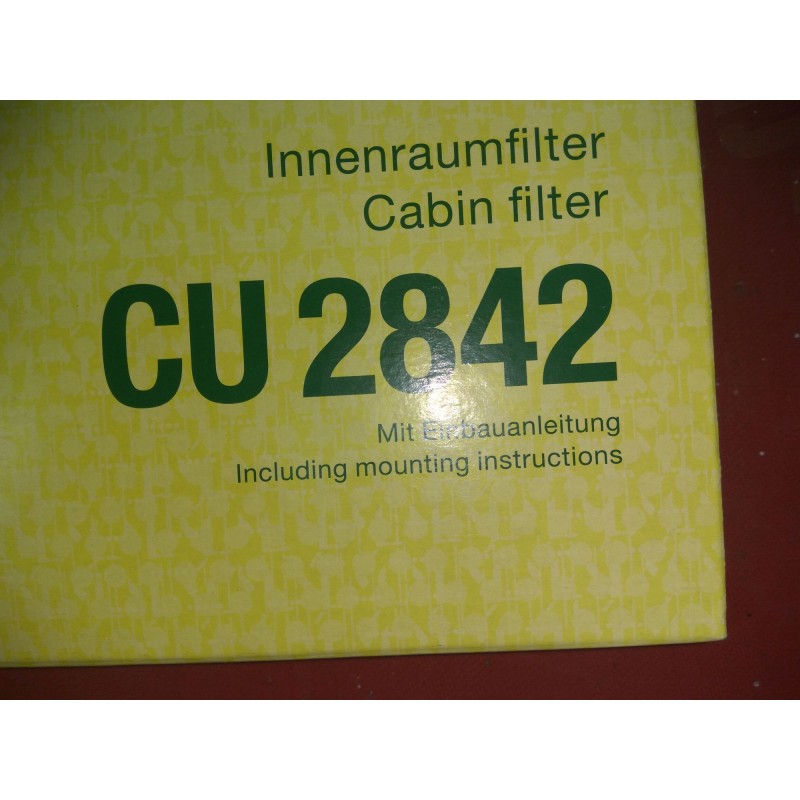 Innenraumfilter
Cabin filter
CU 2842
Mit Einbauanleitung
Including mounting instructions